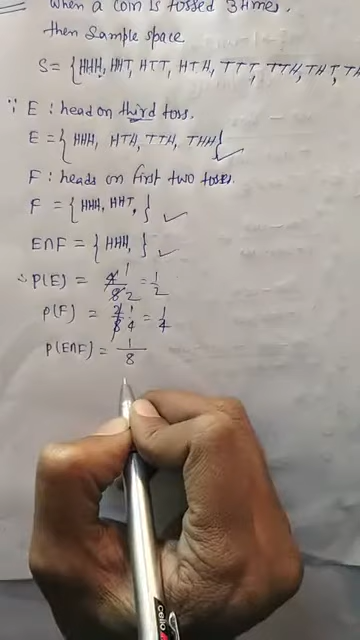 when a coin is tossed 3 times.
then Sample space
S = {HHH, HHT, HTT, HTH, TTT, TTH, THT, TH
∵ E : head on third toss.
E = {HHH, HTH, TTH, THH}
F : heads on first two tosses.
F = {HHH, HHT, }
E∩F = {HHH, }
∴ P(E) = 4/8 = 1/2
P(F) = 2/8 = 1/4
P(E∩F) = 1/8
cello